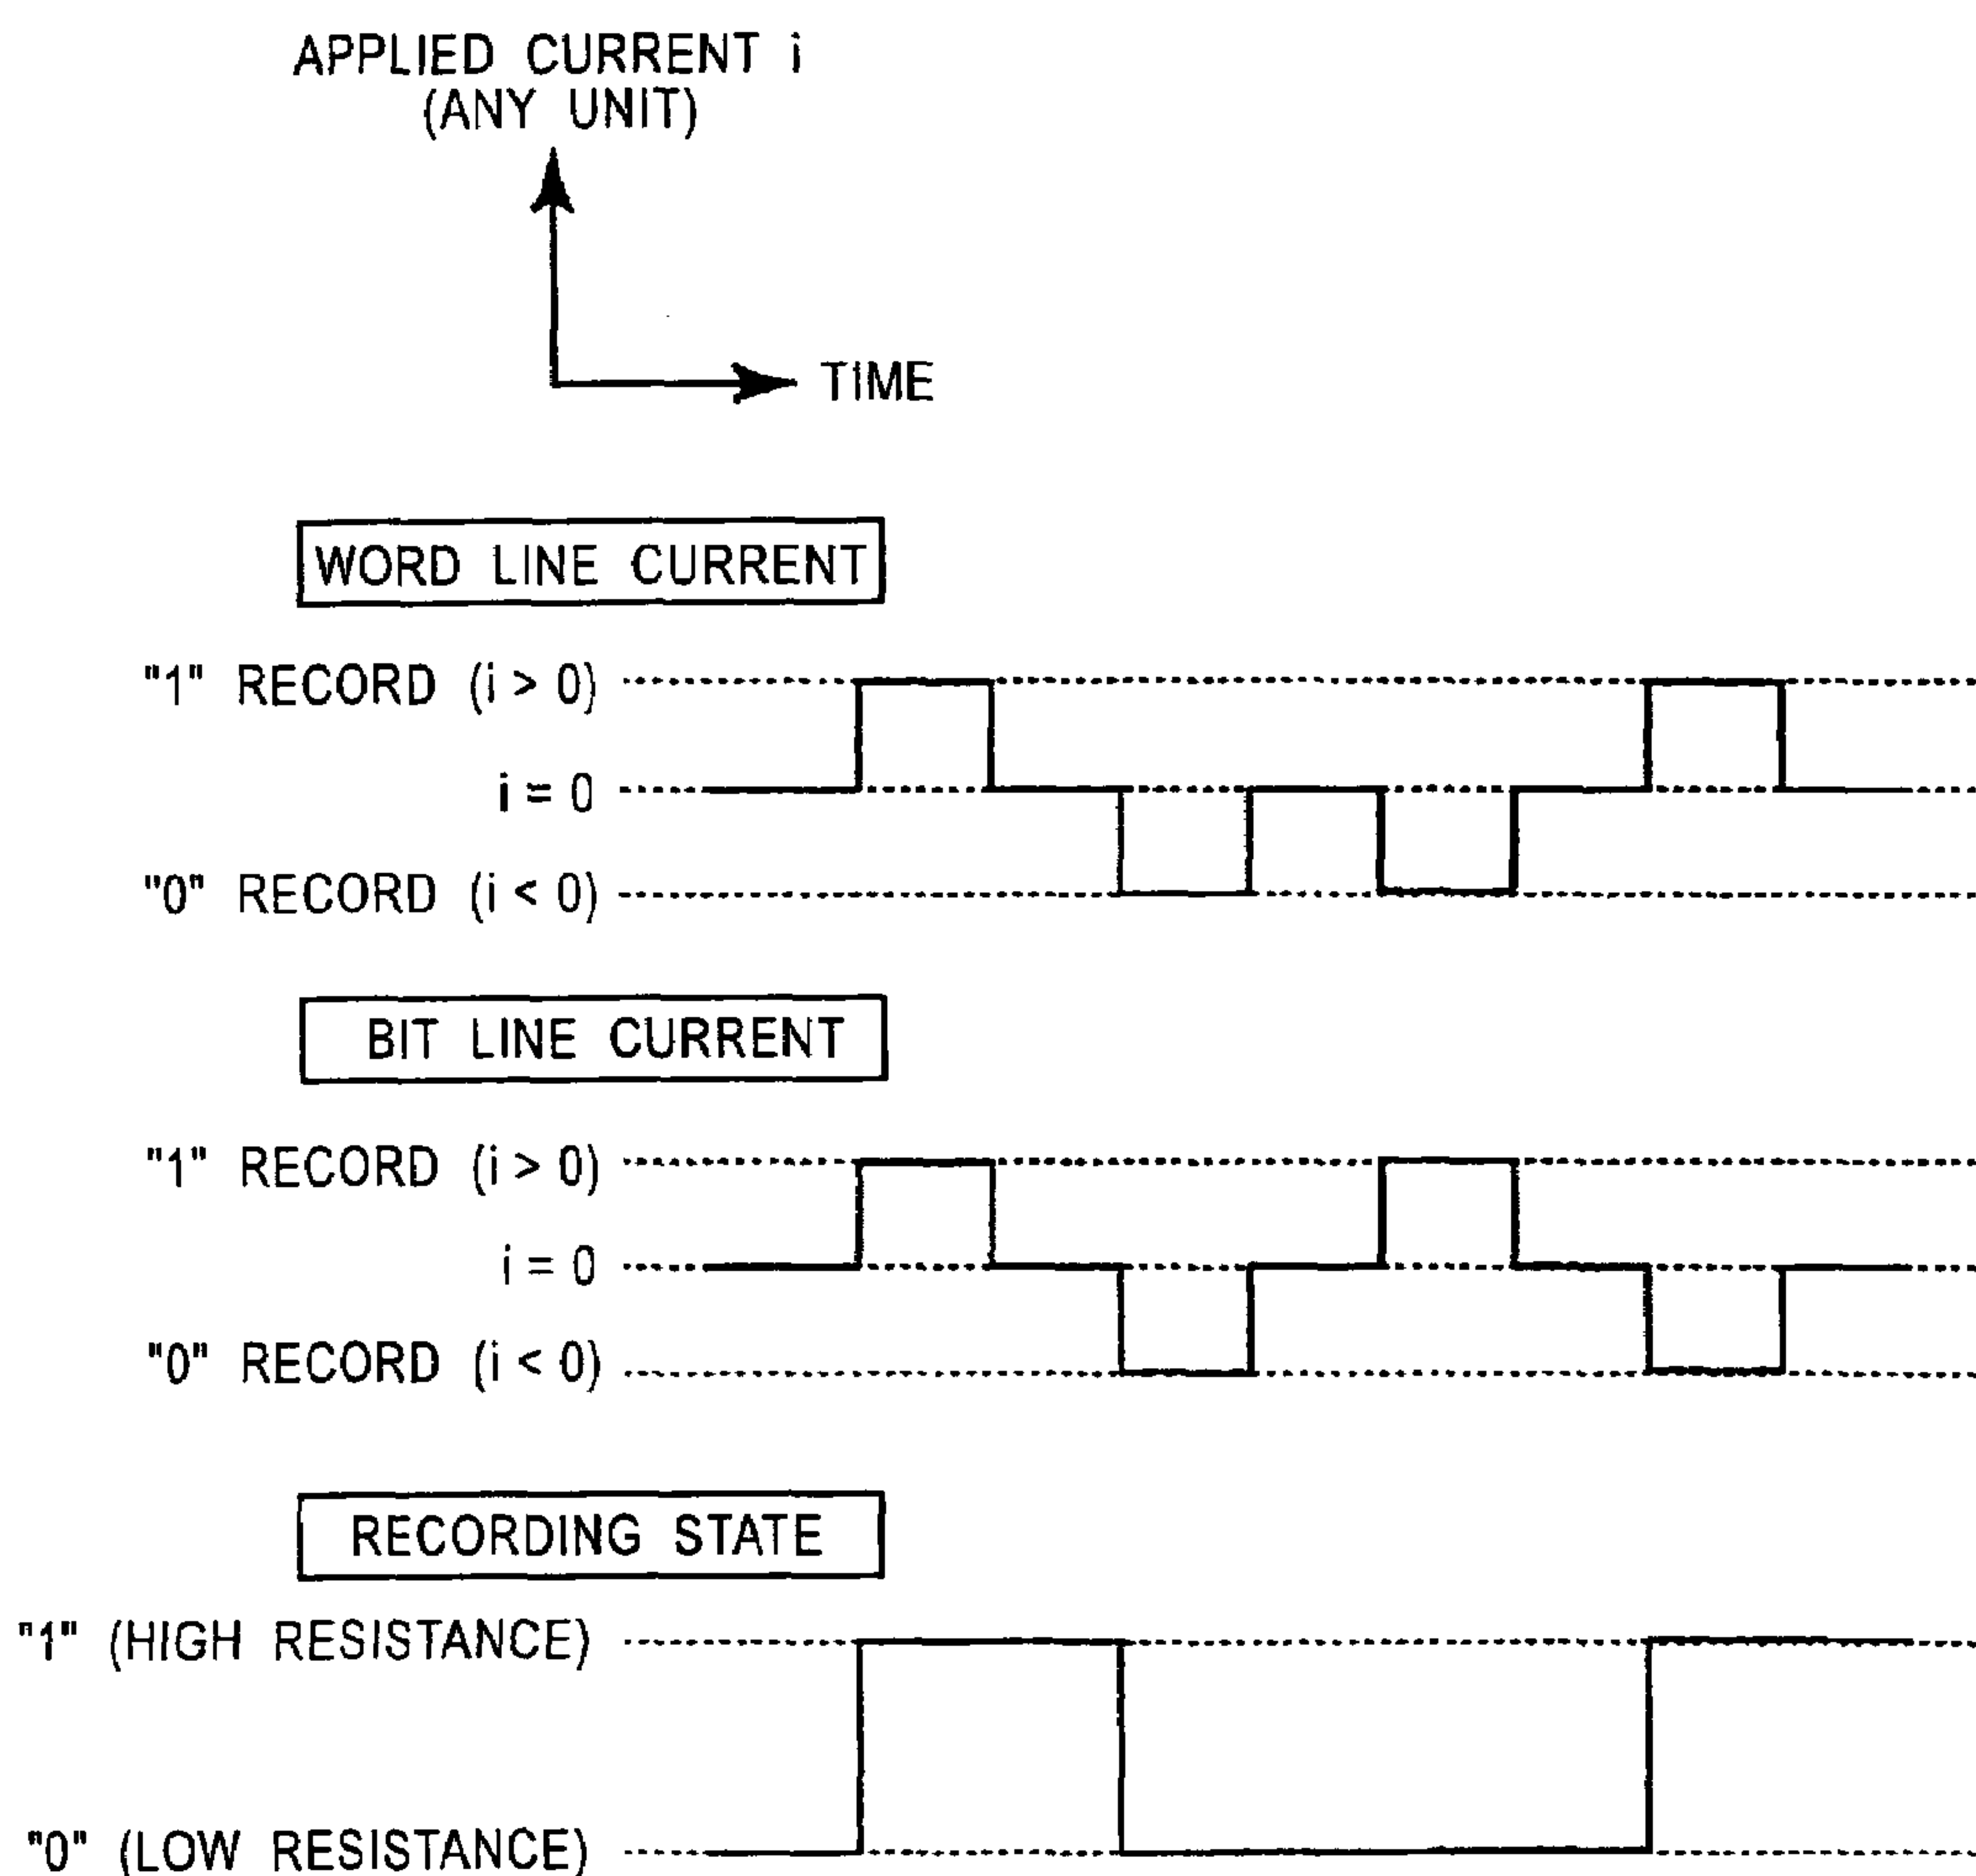 APPLIED CURRENT i
(ANY UNIT)
TIME
WORD LINE CURRENT
"1" RECORD (i > 0)
i = 0
"0" RECORD (i < 0)
BIT LINE CURRENT
"1" RECORD (i > 0)
i = 0
"0" RECORD (i < 0)
RECORDING STATE
"1" (HIGH RESISTANCE)
"0" (LOW RESISTANCE)